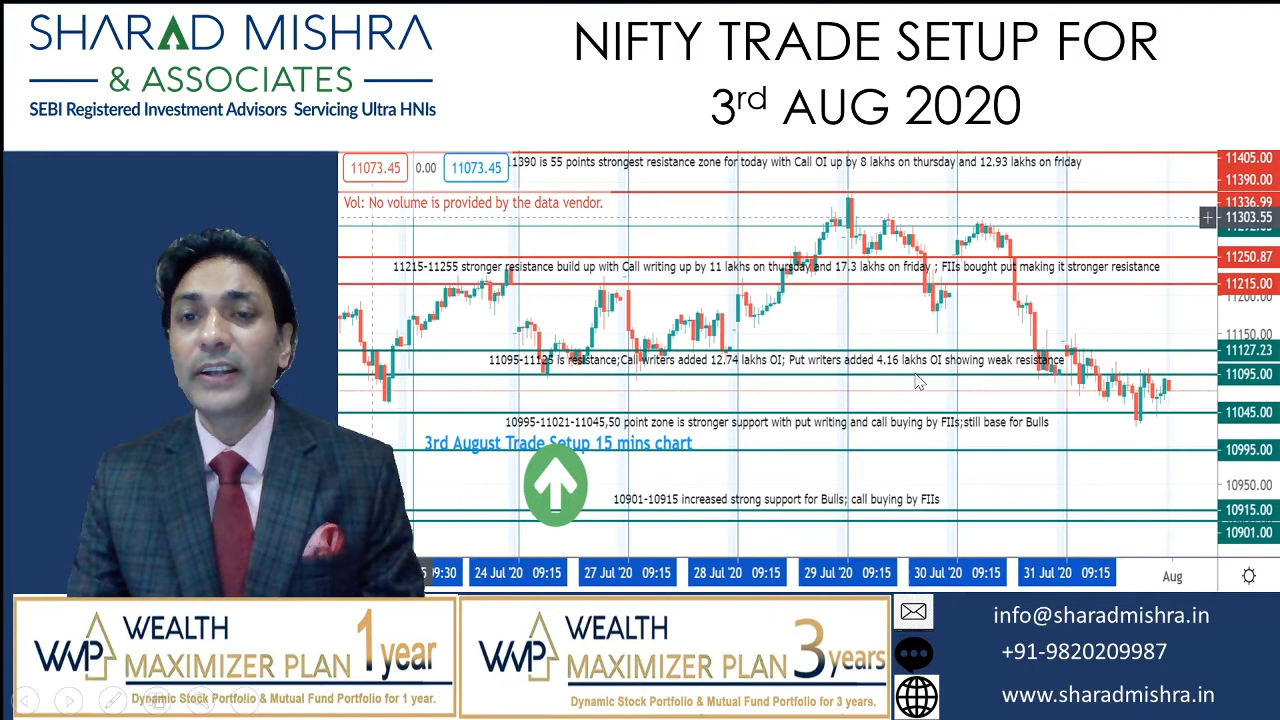 SHARAD MISHRA
& ASSOCIATES
SEBI Registered Investment Advisors Servicing Ultra HNIs
NIFTY TRADE SETUP FOR
3rd AUG 2020
11073.45 0.00 11073.45
1390 is 55 points strongest resistance zone for today with Call OI up by 8 lakhs on thursday and 12.93 lakhs on friday
Vol: No volume is provided by the data vendor.
11215-11255 stronger resistance build up with Call writing up by 11 lakhs on thursday and 17.3 lakhs on friday ; FIIs bought put making it stronger resistance
11095-11125 is resistance;Call writers added 12.74 lakhs OI; Put writers added 4.16 lakhs OI showing weak resistance
10995-11021-11045,50 point zone is stronger support with put writing and call buying by FIIs;still base for Bulls
3rd August Trade Setup 15 mins chart
10901-10915 increased strong support for Bulls; call buying by FIIs
11405.00
11390.00
11336.99
11303.55
11250.87
11215.00
11200.00
11150.00
11127.23
11095.00
11045.00
10995.00
10950.00
10915.00
10901.00
09:30 24 Jul '20 09:15 27 Jul '20 09:15 28 Jul '20 09:15 29 Jul '20 09:15 30 Jul '20 09:15 31 Jul '20 09:15 Aug
WMP WEALTH
MAXIMIZER PLAN 1 year
Dynamic Stock Portfolio & Mutual Fund Portfolio for 1 year.
WMP WEALTH
MAXIMIZER PLAN 3 years
Dynamic Stock Portfolio & Mutual Fund Portfolio for 3 years.
info@sharadmishra.in
+91-9820209987
www.sharadmishra.in